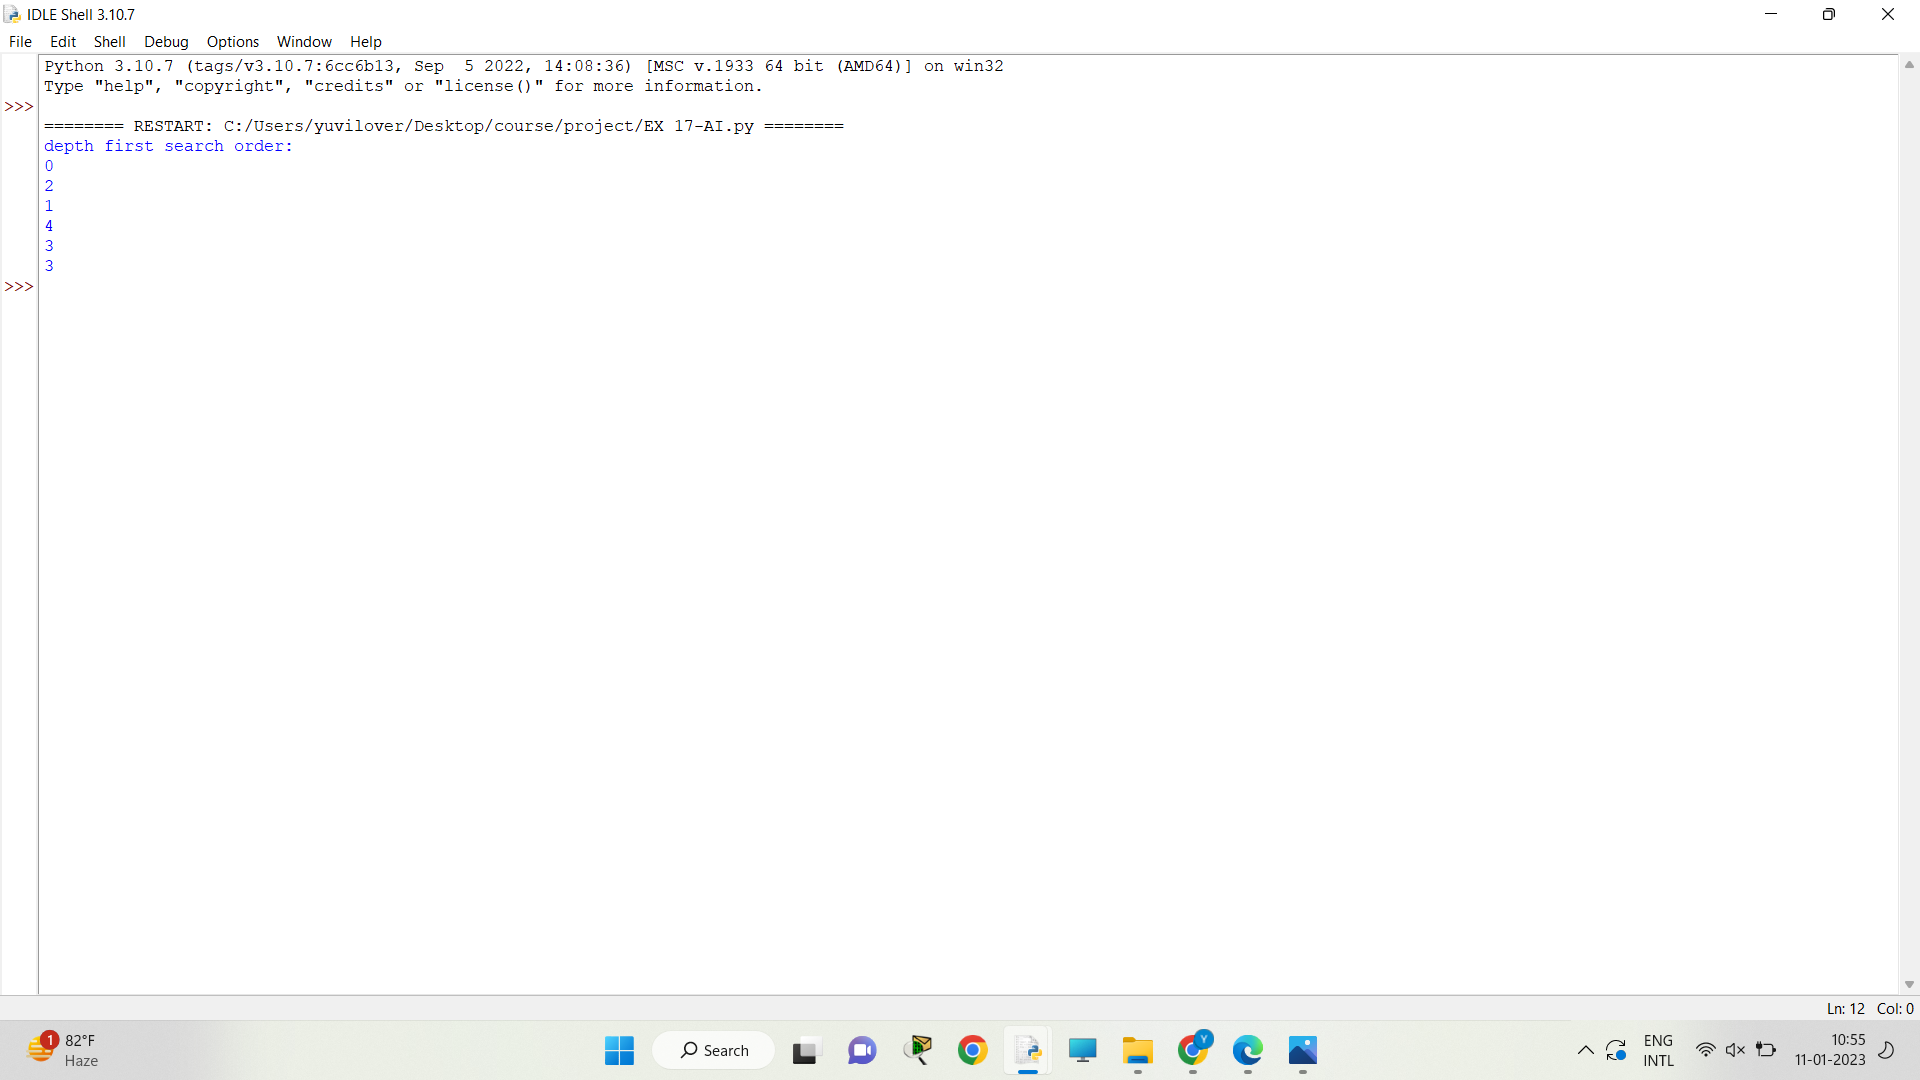 IDLE Shell 3.10.7
File Edit Shell Debug Options Window Help
Python 3.10.7 (tags/v3.10.7:6cc6b13, Sep  5 2022, 14:08:36) [MSC v.1933 64 bit (AMD64)] on win32
Type "help", "copyright", "credits" or "license()" for more information.
>>>
======== RESTART: C:/Users/yuvilover/Desktop/course/project/EX 17-AI.py ========
depth first search order:
0
2
1
4
3
3
>>>
Ln: 12 Col: 0
1
82°F
Haze
Search
Y
ENG
INTL
10:55
11-01-2023